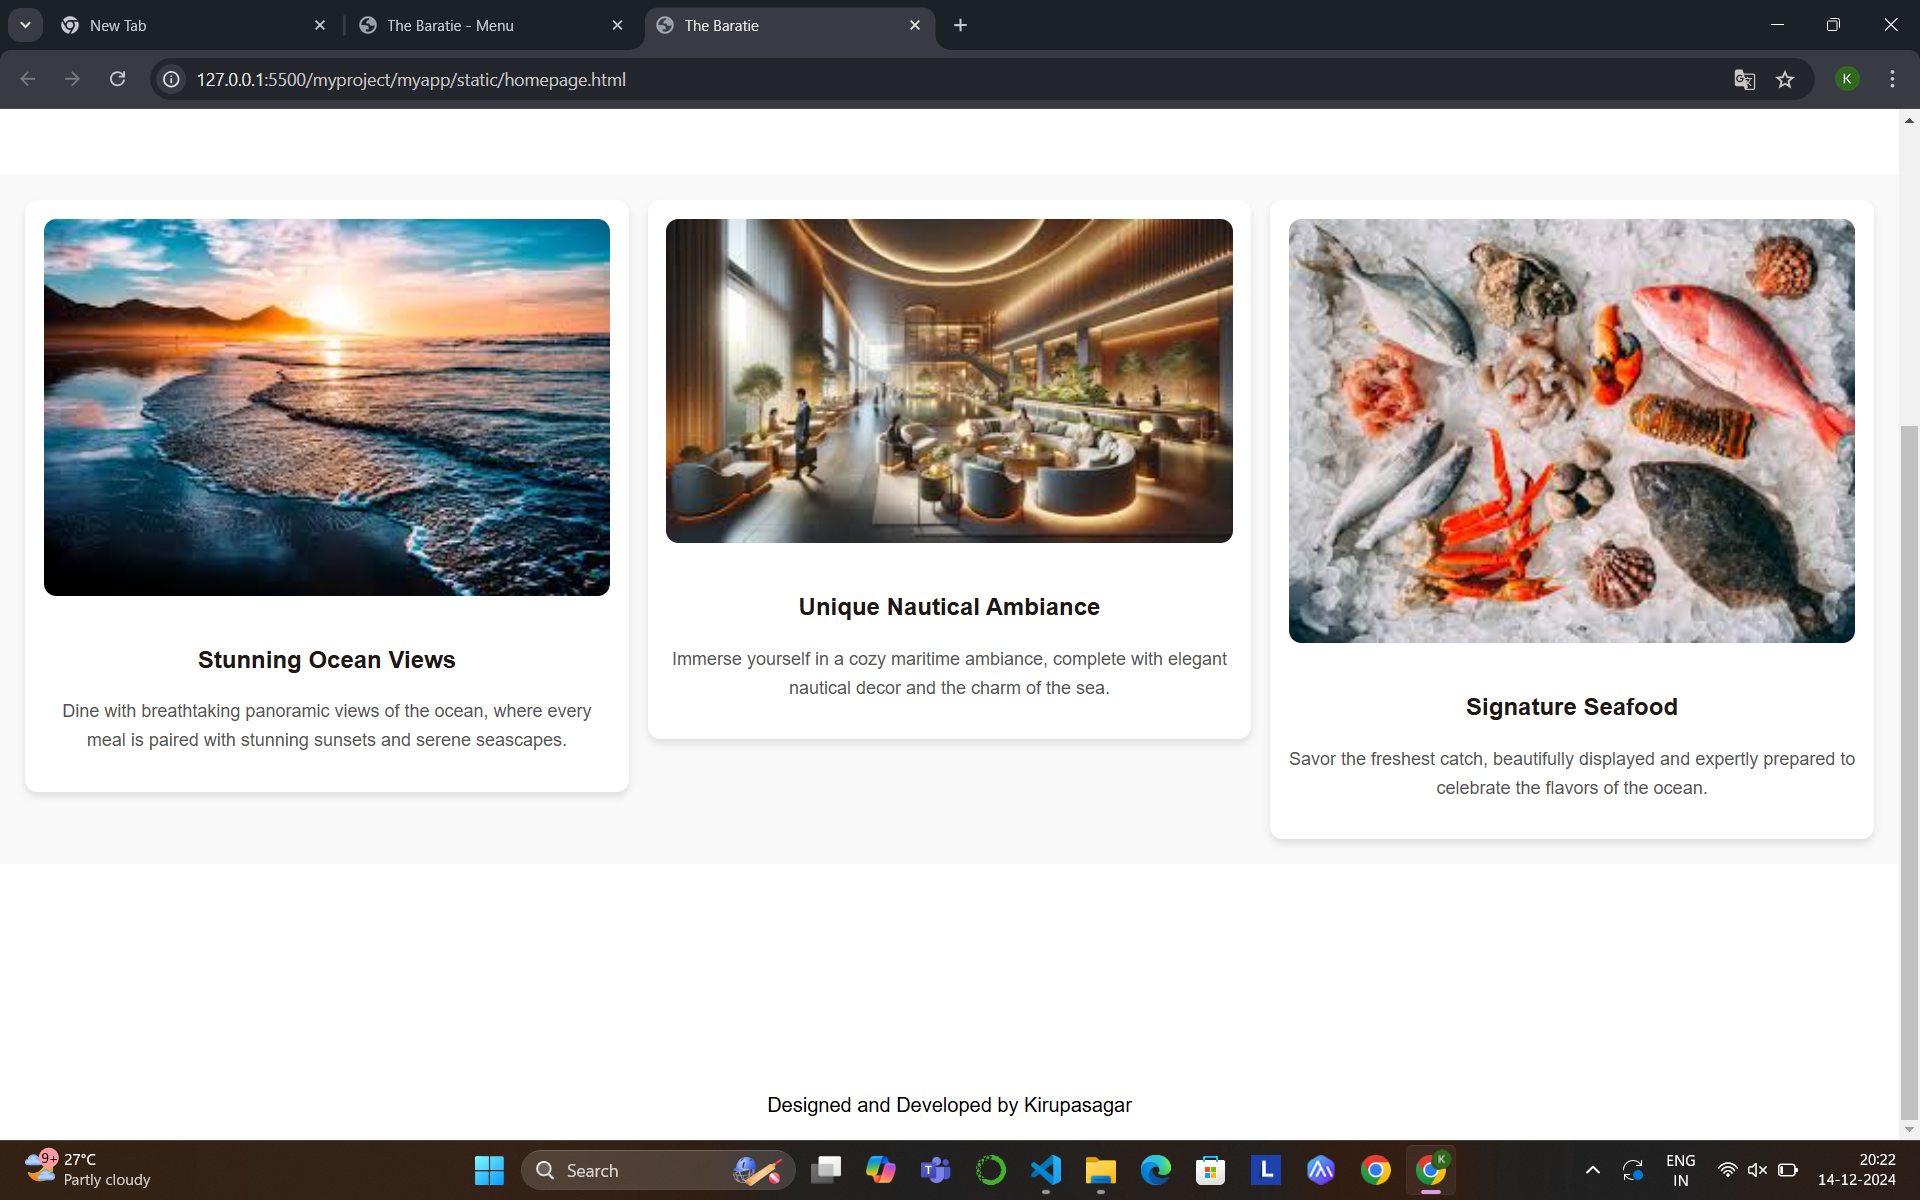 New Tab
The Baratie - Menu
The Baratie
127.0.0.1:5500/myproject/myapp/static/homepage.html
K
Stunning Ocean Views
Dine with breathtaking panoramic views of the ocean, where every
meal is paired with stunning sunsets and serene seascapes.
Unique Nautical Ambiance
Immerse yourself in a cozy maritime ambiance, complete with elegant
nautical decor and the charm of the sea.
Signature Seafood
Savor the freshest catch, beautifully displayed and expertly prepared to
celebrate the flavors of the ocean.
Designed and Developed by Kirupasagar
9+
27°C
Partly cloudy
Search
T
L
K
ENG
IN
20:22
14-12-2024